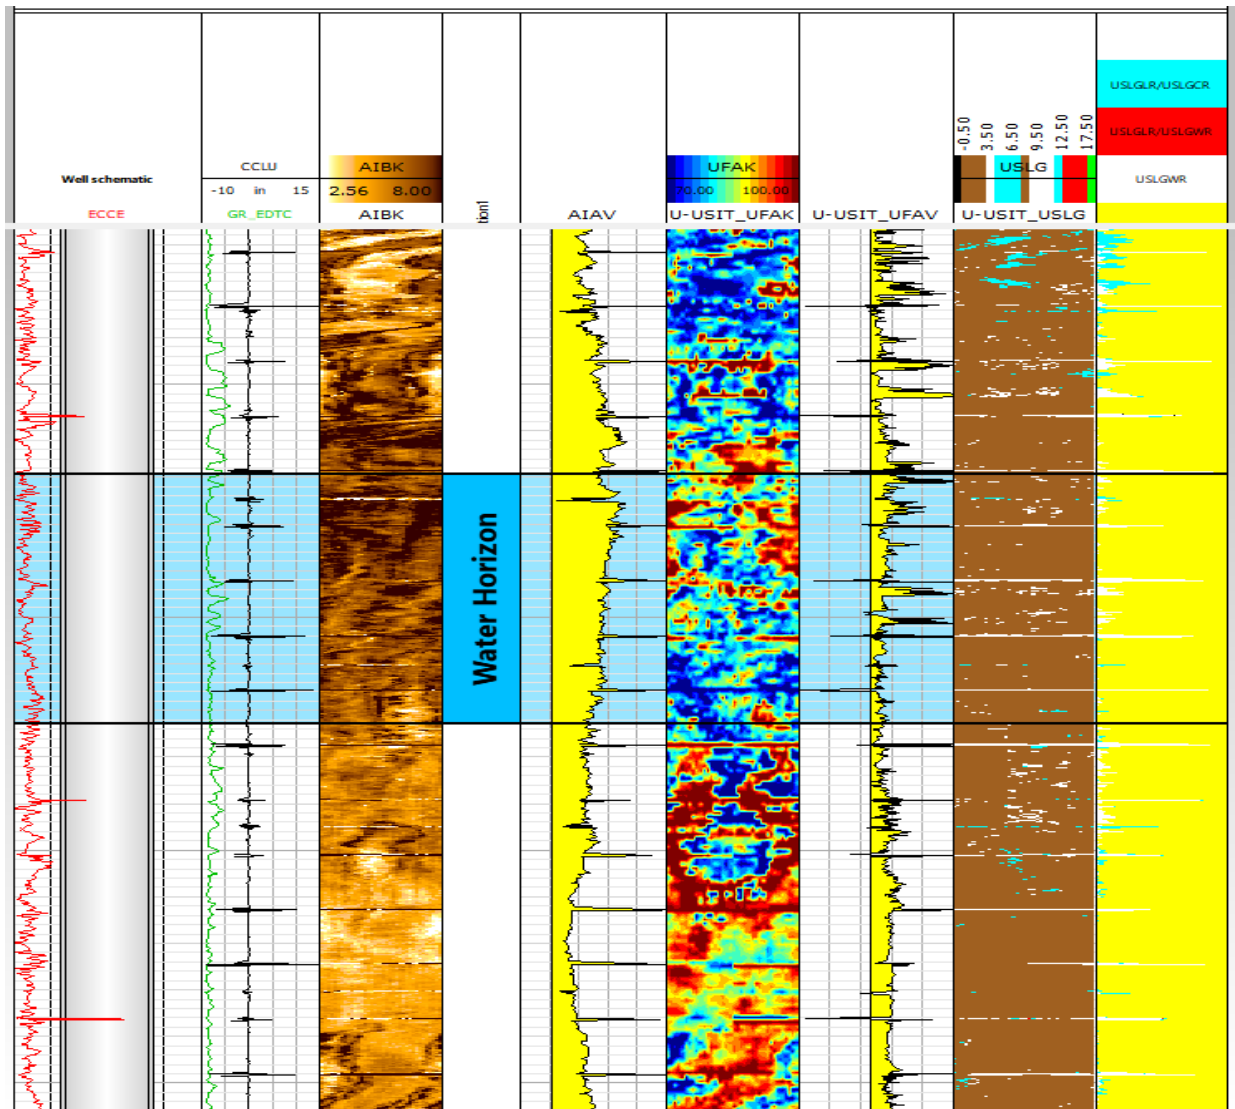 USLGLR/USLGCR
USLGLR/USLGWR
-0.50
3.50
6.50
9.50
12.50
17.50
Well schematic
CCLU
AIBK
UFAK
USLG
USLGWR
-10 in 15
2.56 8.00
70.00 100.00
ECCE
GR_EDTC
AIBK
tion1
AIAV
U-USIT_UFAK
U-USIT_UFAV
U-USIT_USLG
Water Horizon